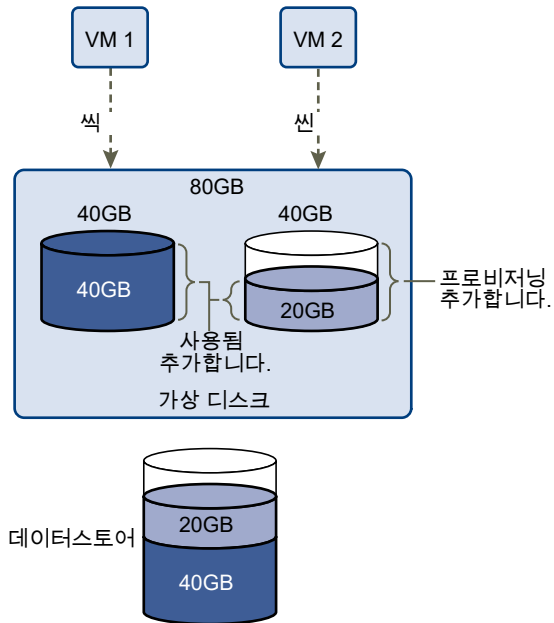 VM 1
VM 2
씩
씬
80GB
40GB
40GB
40GB
20GB
프로비저닝
추가합니다.
사용됨
추가합니다.
가상 디스크
데이터스토어
20GB
40GB